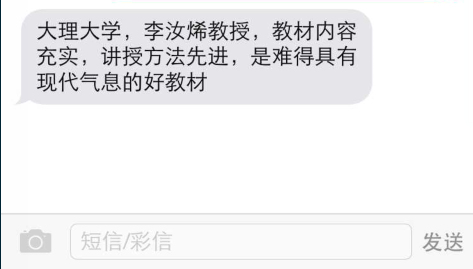 大理大学，李汝烯教授，教材内容
充实，讲授方法先进，是难得具有
现代气息的好教材
短信/彩信
发送